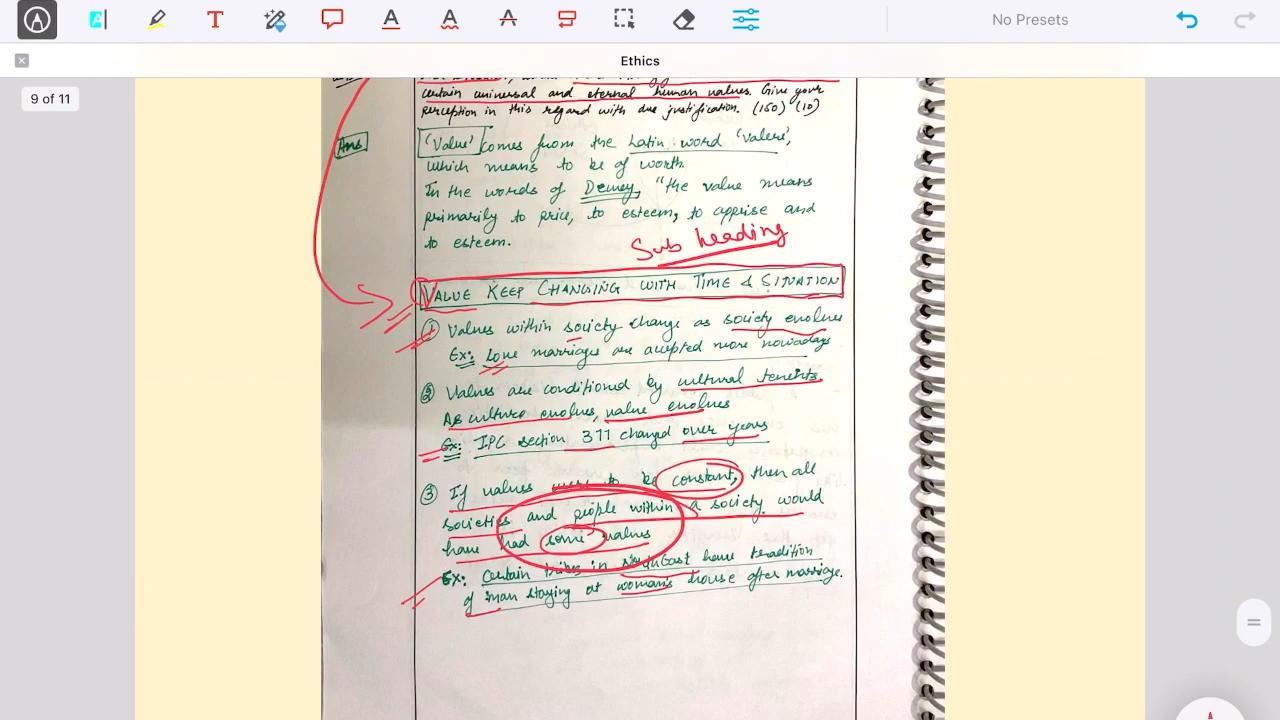 No Presets
Ethics
9 of 11
certain universal and eternal human values. Give your
perception in this regard with due justification. (150) (10)
Ans
'Value' comes from the Latin word 'valere',
which means to be of worth.
In the words of Dewey, "the value means
primarily to price, to esteem, to apprise and
to esteem.
Sub heading
VALUE KEEP CHANGING WITH TIME & SITUATION
① Values within society change as society evolves
Ex: Love marriages are accepted more nowadays
② Values are conditioned by cultural tenents.
As culture evolves, value evolves
Ex: IPC section 377 changed over years
③ If values were to be constant, then all
societies and people within a society would
have had same values
Ex: Certain tribes in northEast have tradition
of man staying at woman's house after marriage.